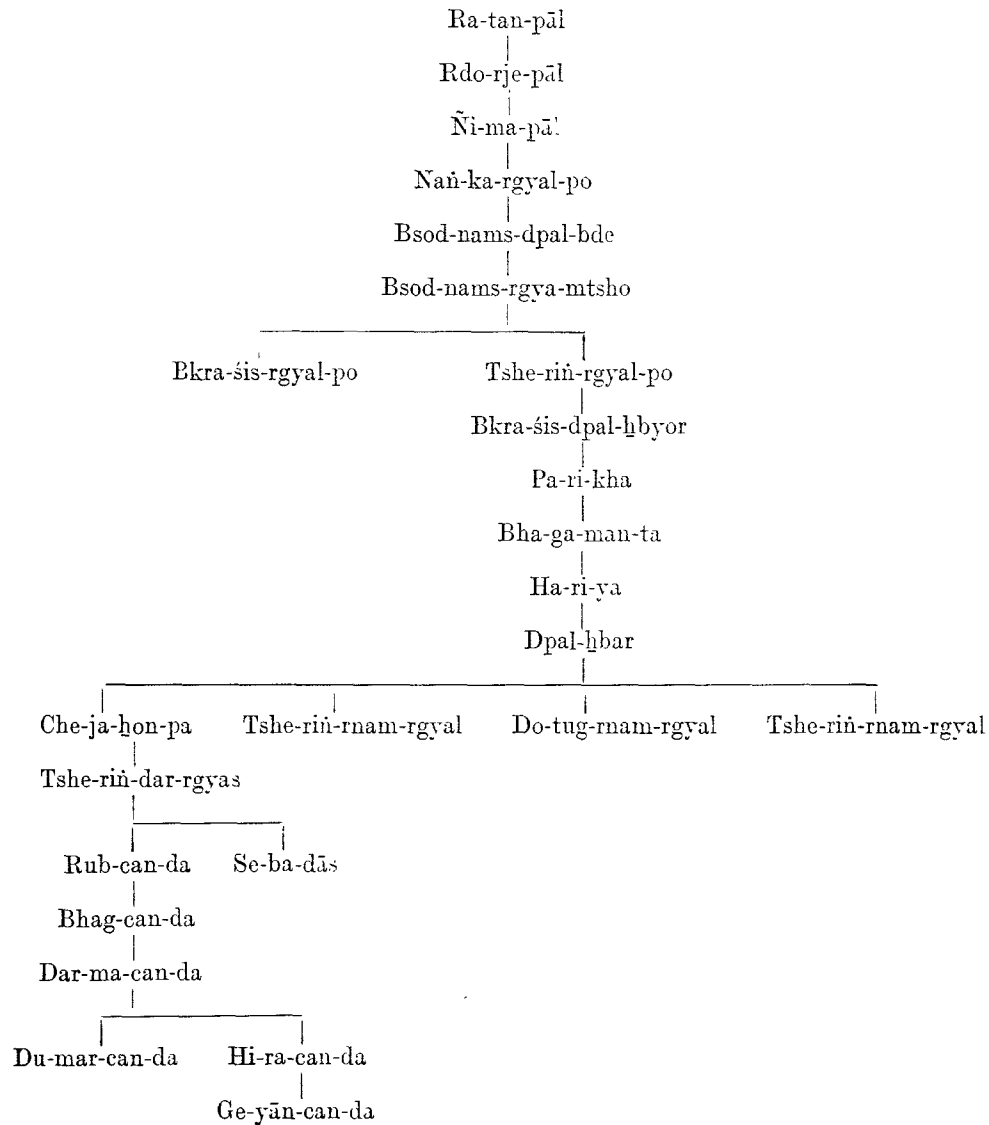 Ra-tan-pāl
Rdo-rje-pāl
Ñi-ma-pāl
Naṅ-ka-rgyal-po
Bsod-nams-dpal-bde
Bsod-nams-rgya-mtsho
Bkra-śis-rgyal-po Tshe-riṅ-rgyal-po
Bkra-śis-dpal-ẖbyor
Pa-ri-kha
Bha-ga-man-ta
Ha-ri-ya
Dpal-ẖbar
Che-ja-ẖon-pa Tshe-riṅ-rnam-rgyal Do-tug-rnam-rgyal Tshe-riṅ-rnam-rgyal
Tshe-riṅ-dar-rgyas
Rub-can-da Se-ba-dās
Bhag-can-da
Dar-ma-can-da
Du-mar-can-da Hi-ra-can-da
Ge-yān-can-da